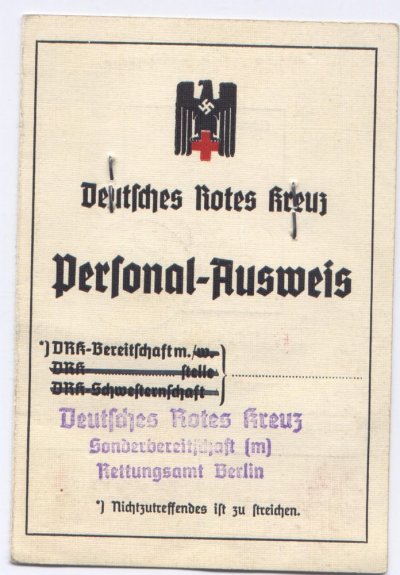 Deutsches Rotes Kreuz
Personal-Ausweis
*) DRK-Bereitschaft m./w.
DRK stelle
DRK-Schwesternschaft
Deutsches Rotes Kreuz
Sonderbereitschaft (m)
Rettungsamt Berlin
*) Nichtzutreffendes ist zu streichen.